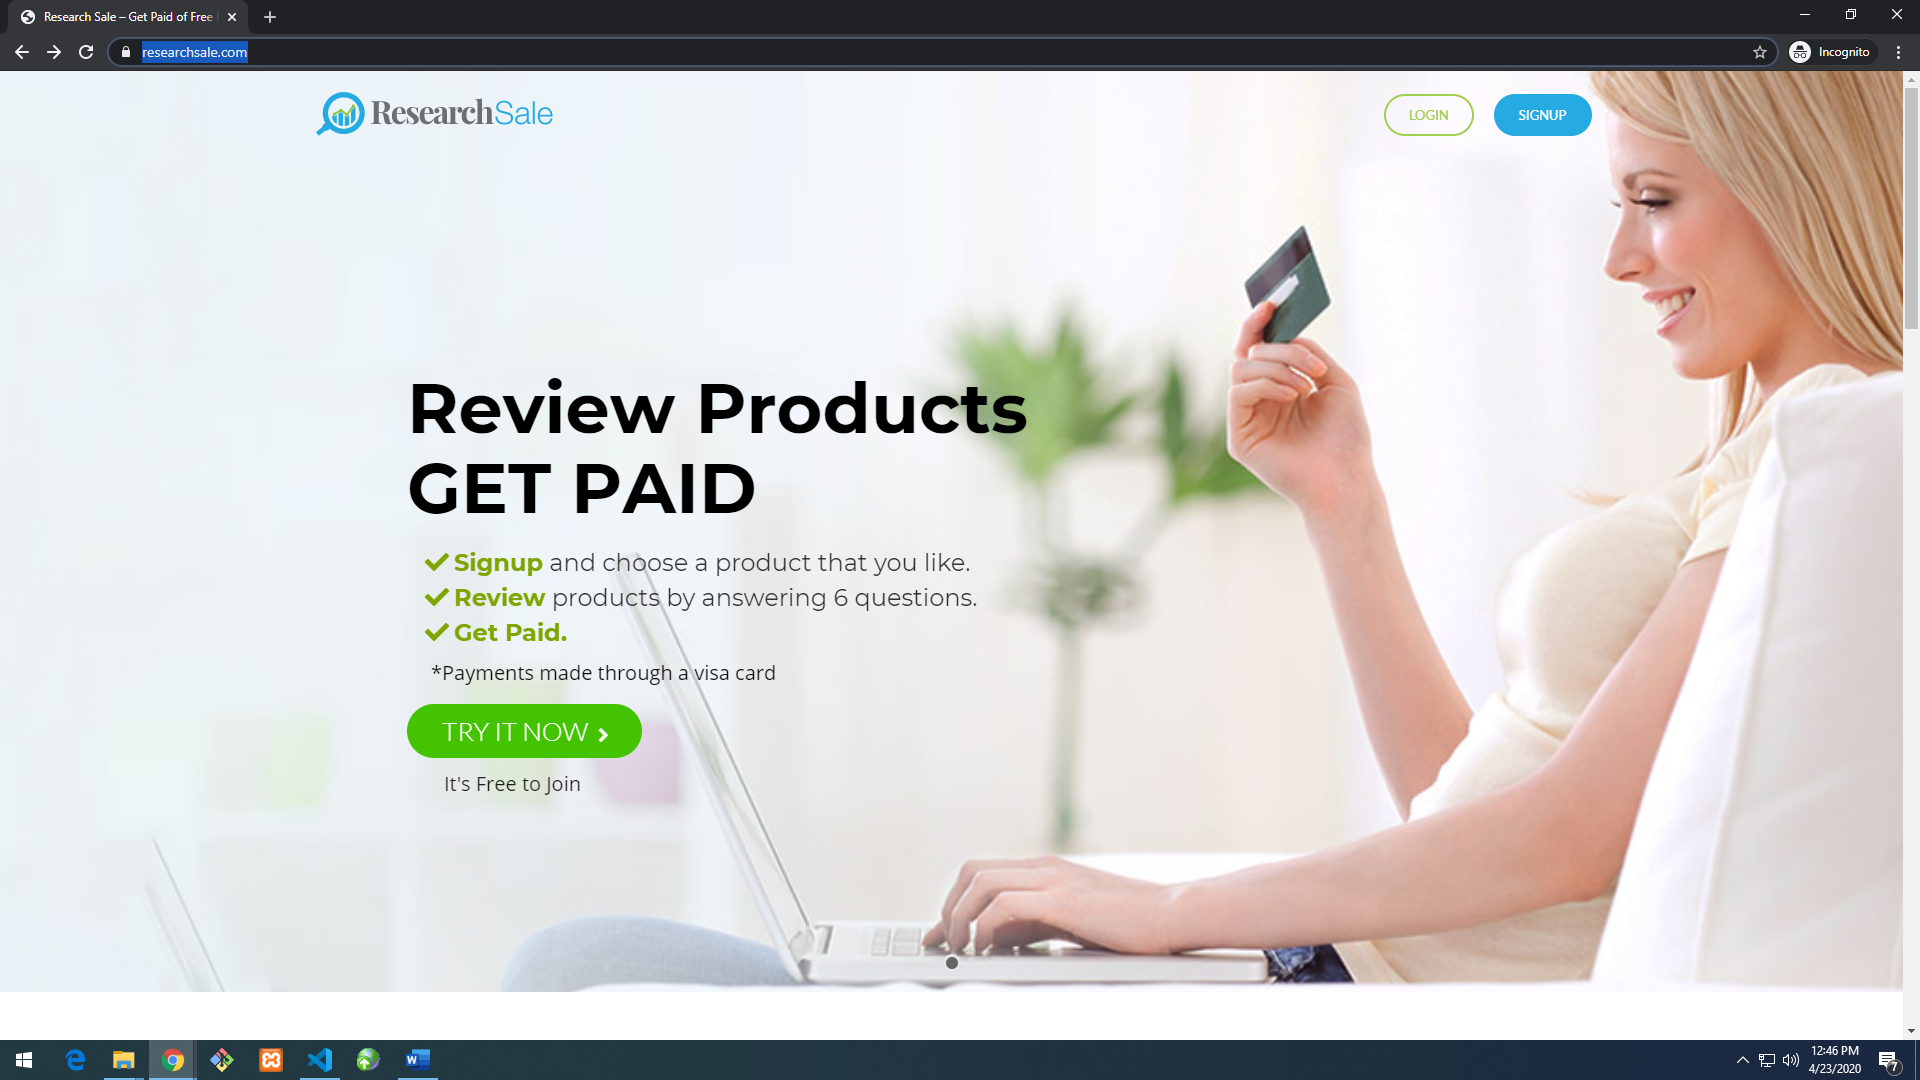 Research Sale – Get Paid of Free
researchsale.com
Incognito
ResearchSale
LOGIN
SIGNUP
Review Products
GET PAID
Signup and choose a product that you like.
Review products by answering 6 questions.
Get Paid.
*Payments made through a visa card
TRY IT NOW
It's Free to Join
12:46 PM
4/23/2020
7